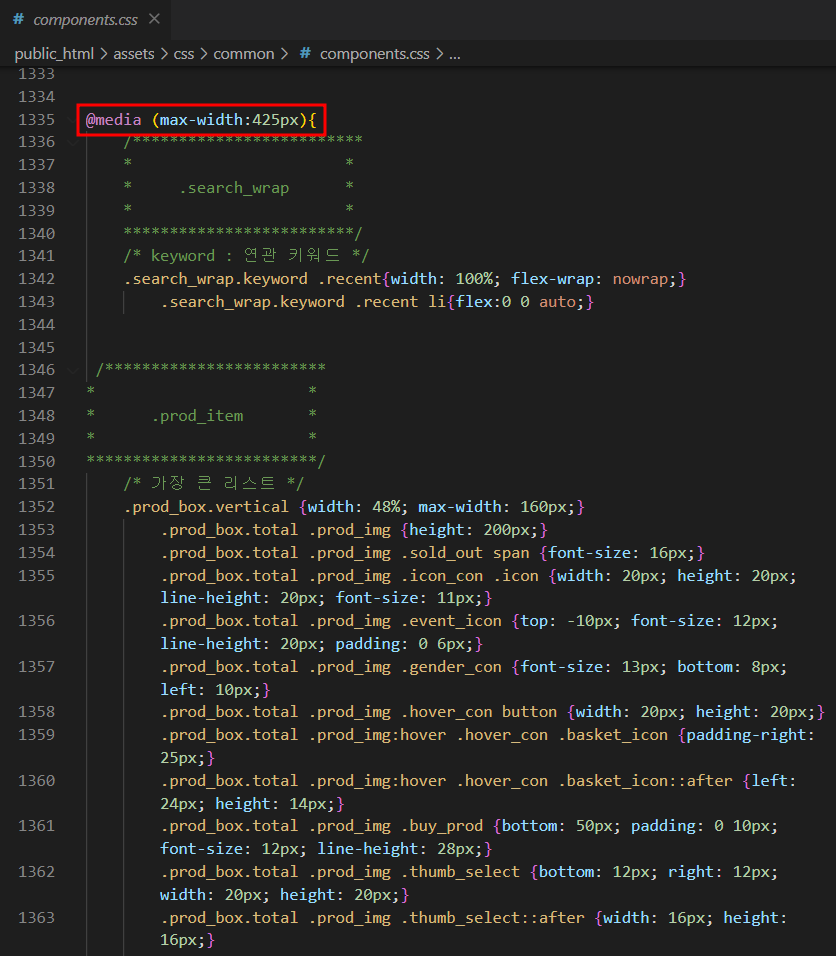 # components.css ×
public_html > assets > css > common > # components.css > ...
1333
1334
1335 @media (max-width:425px){
1336 /*************************
1337 * *
1338 * .search_wrap *
1339 * *
1340 *************************/
1341 /* keyword : 연관 키워드 */
1342 .search_wrap.keyword .recent{width: 100%; flex-wrap: nowrap;}
1343 .search_wrap.keyword .recent li{flex:0 0 auto;}
1344
1345
1346 /************************
1347 * *
1348 * .prod_item *
1349 * *
1350 *************************/
1351 /* 가장 큰 리스트 */
1352 .prod_box.vertical {width: 48%; max-width: 160px;}
1353 .prod_box.total .prod_img {height: 200px;}
1354 .prod_box.total .prod_img .sold_out span {font-size: 16px;}
1355 .prod_box.total .prod_img .icon_con .icon {width: 20px; height: 20px;
line-height: 20px; font-size: 11px;}
1356 .prod_box.total .prod_img .event_icon {top: -10px; font-size: 12px;
line-height: 20px; padding: 0 6px;}
1357 .prod_box.total .prod_img .gender_con {font-size: 13px; bottom: 8px;
left: 10px;}
1358 .prod_box.total .prod_img .hover_con button {width: 20px; height: 20px;}
1359 .prod_box.total .prod_img:hover .hover_con .basket_icon {padding-right:
25px;}
1360 .prod_box.total .prod_img:hover .hover_con .basket_icon::after {left:
24px; height: 14px;}
1361 .prod_box.total .prod_img .buy_prod {bottom: 50px; padding: 0 10px;
font-size: 12px; line-height: 28px;}
1362 .prod_box.total .prod_img .thumb_select {bottom: 12px; right: 12px;
width: 20px; height: 20px;}
1363 .prod_box.total .prod_img .thumb_select::after {width: 16px; height:
16px;}